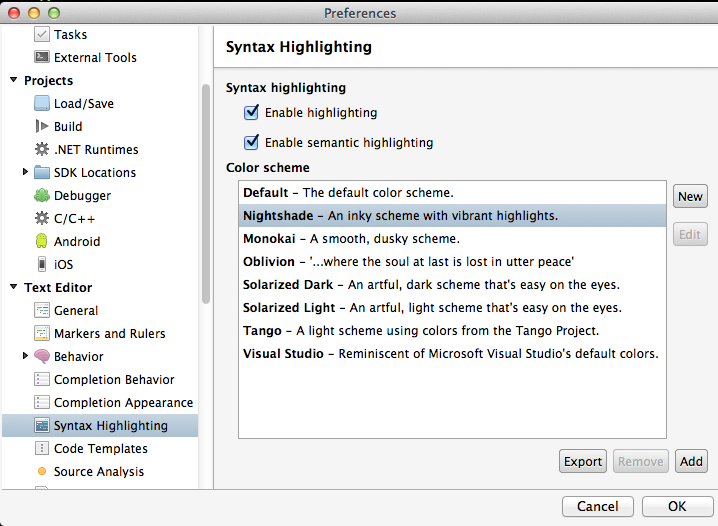 Preferences
Tasks
External Tools
Projects
Load/Save
Build
.NET Runtimes
SDK Locations
Debugger
C/C++
Android
iOS
Text Editor
General
Markers and Rulers
Behavior
Completion Behavior
Completion Appearance
Syntax Highlighting
Code Templates
Source Analysis
Syntax Highlighting
Syntax highlighting
Enable highlighting
Enable semantic highlighting
Color scheme
Default – The default color scheme.
Nightshade – An inky scheme with vibrant highlights.
Monokai – A smooth, dusky scheme.
Oblivion – '...where the soul at last is lost in utter peace'
Solarized Dark – An artful, dark scheme that's easy on the eyes.
Solarized Light – An artful, light scheme that's easy on the eyes.
Tango – A light scheme using colors from the Tango Project.
Visual Studio – Reminiscent of Microsoft Visual Studio's default colors.
New
Edit
Export
Remove
Add
Cancel
OK